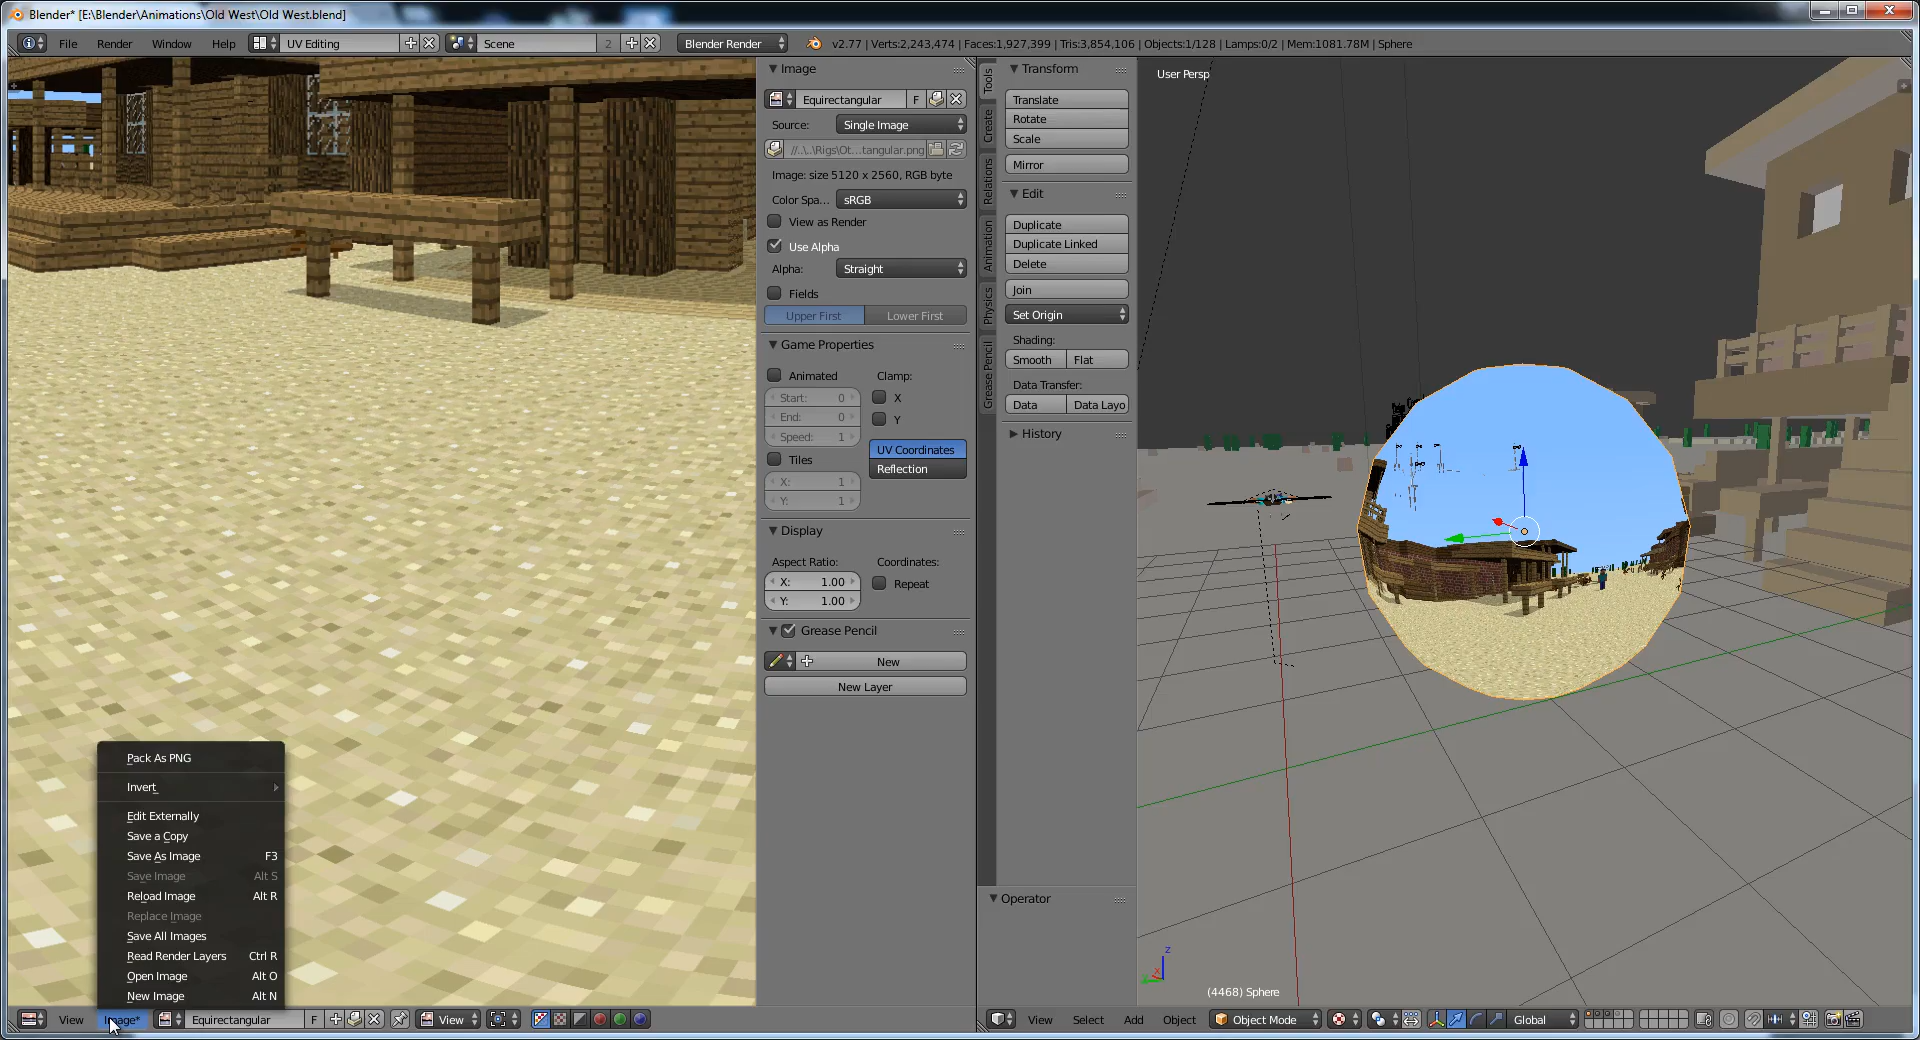 Blender* [E:\Blender\Animations\Old West\Old West.blend]
File Render Window Help UV Editing Scene 2 Blender Render v2.77 | Verts:2,243,474 | Faces:1,927,399 | Tris:3,854,106 | Objects:1/128 | Lamps:0/2 | Mem:1081.78M | Sphere
Image
Equirectangular F
Source: Single Image
//..\..\Rigs\Ot...tangular.png
Image: size 5120 x 2560, RGB byte
Color Spa... sRGB
View as Render
Use Alpha
Alpha: Straight
Fields
Upper First Lower First
Game Properties
Animated Clamp:
Start: 0 X
End: 0 Y
Speed: 1
UV Coordinates
Tiles Reflection
X: 1
Y: 1
Display
Aspect Ratio: Coordinates:
X: 1.00 Repeat
Y: 1.00
Grease Pencil
New
New Layer
Tools
Create
Relations
Animation
Physics
Grease Pencil
Transform
Translate
Rotate
Scale
Mirror
Edit
Duplicate
Duplicate Linked
Delete
Join
Set Origin
Shading:
Smooth Flat
Data Transfer:
Data Data Layo
History
Operator
User Persp
z
x
(4468) Sphere
Pack As PNG
Invert
Edit Externally
Save a Copy
Save As Image F3
Save Image Alt S
Reload Image Alt R
Replace Image
Save All Images
Read Render Layers Ctrl R
Open Image Alt O
New Image Alt N
View Image* Equirectangular F View
View Select Add Object Object Mode Global